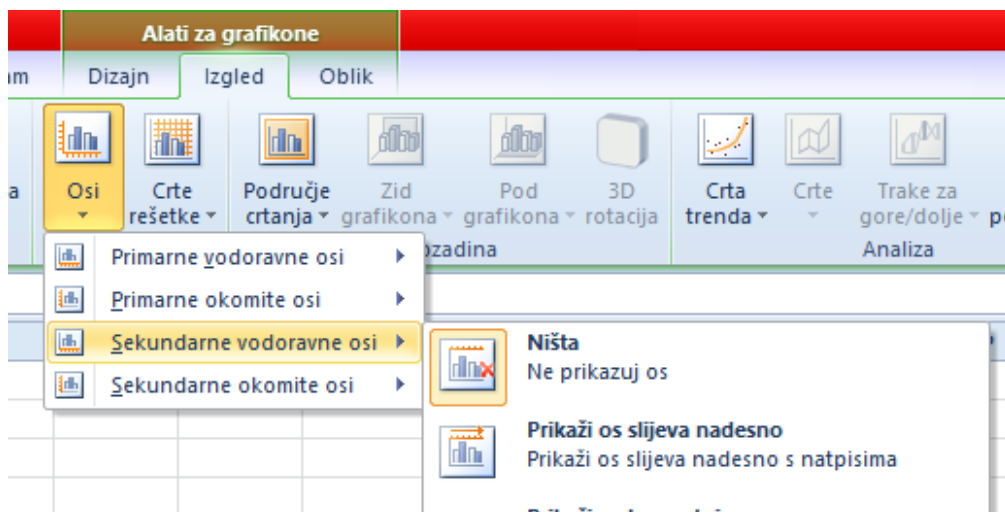 Alati za grafikone
Dizajn Izgled Oblik
Osi Crte rešetke Područje crtanja Zid grafikona Pod grafikona 3D rotacija Crta trenda Crte Trake za gore/dolje
Analiza
Primarne vodoravne osi
Primarne okomite osi
Sekundarne vodoravne osi
Sekundarne okomite osi
Ništa
Ne prikazuj os
Prikaži os slijeva nadesno
Prikaži os slijeva nadesno s natpisima